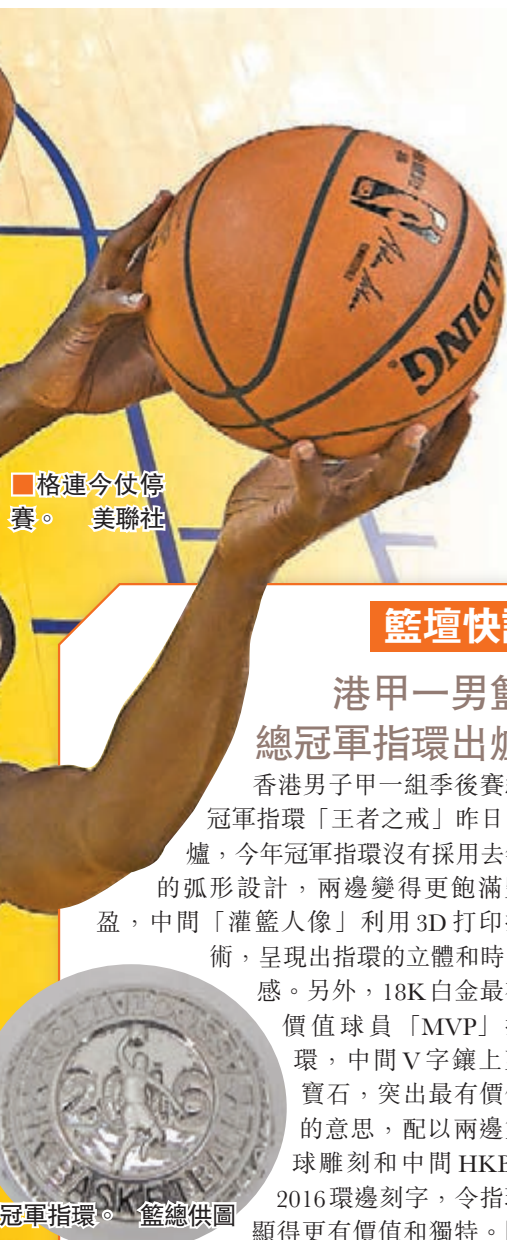 ALDING
■格連今仗停
賽。 美聯社
籃壇快
港甲一男籃
總冠軍指環出爐
香港男子甲一組季後賽
冠軍指環「王者之戒」昨日
爐，今年冠軍指環沒有採用去
的弧形設計，兩邊變得更飽滿
盈，中間「灌籃人像」利用3D打印
術，呈現出指環的立體和時
感。另外，18K白金最
價值球員「MVP」
環，中間V字鑲上
寶石，突出最有價
的意思，配以兩邊
球雕刻和中間HKB
2016環邊刻字，令指
顯得更有價值和獨特。
冠軍指環。 籃總供圖